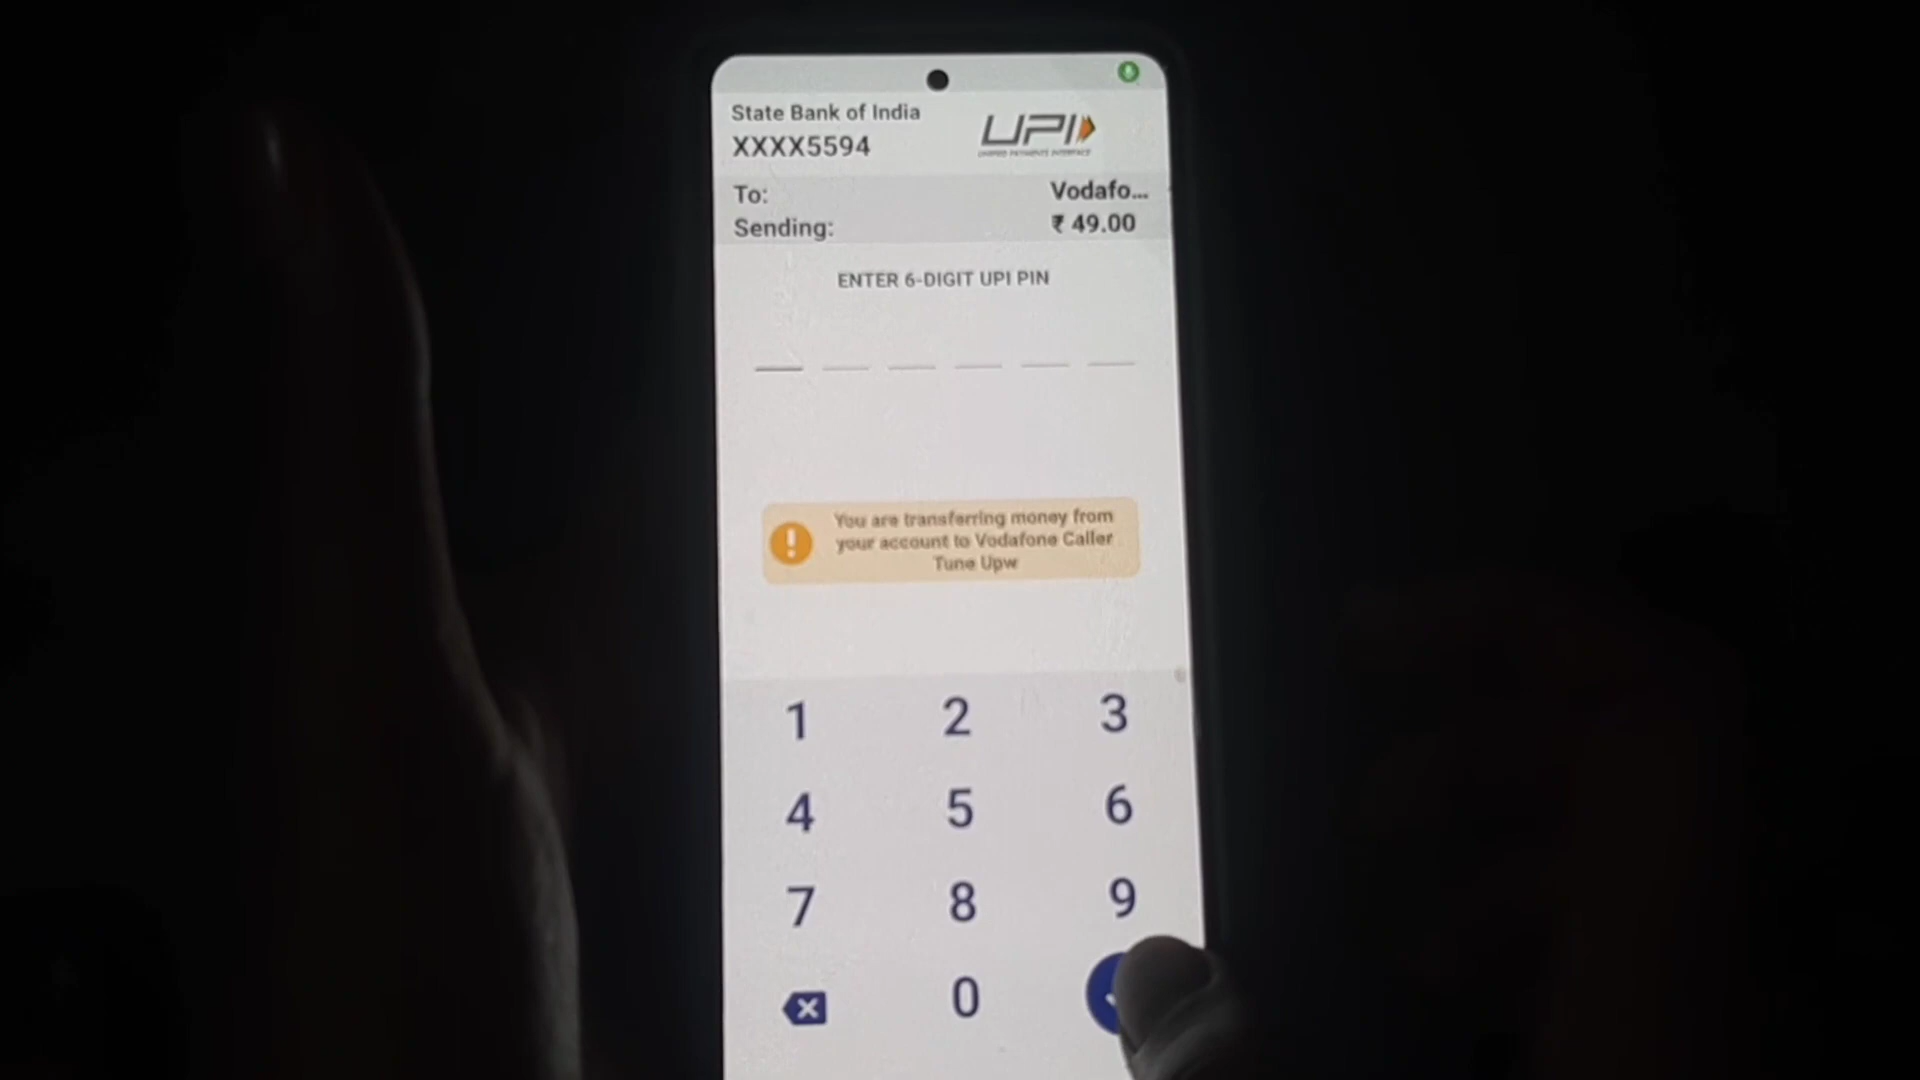 State Bank of India
XXXX5594
UPI
UNIFIED PAYMENTS INTERFACE
To: Vodafo...
Sending: ₹ 49.00
ENTER 6-DIGIT UPI PIN
You are transferring money from
your account to Vodafone Caller
Tune Upw
1 2 3
4 5 6
7 8 9
0